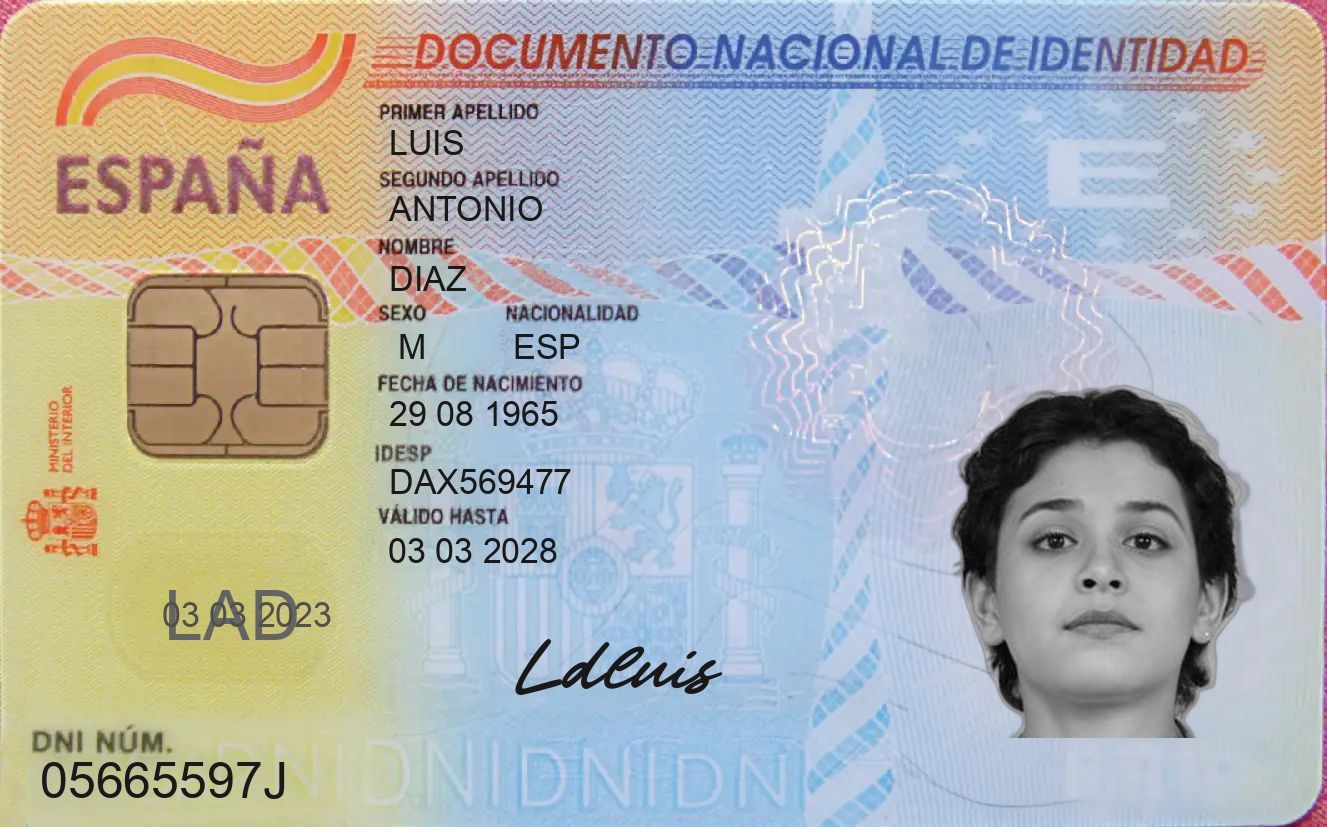 DOCUMENTO NACIONAL DE IDENTIDAD
ESPAÑA
PRIMER APELLIDO
LUIS
SEGUNDO APELLIDO
ANTONIO
NOMBRE
DIAZ
SEXO NACIONALIDAD
M ESP
FECHA DE NACIMIENTO
29 08 1965
IDESP
DAX569477
VÁLIDO HASTA
03 03 2028
MINISTERIO
DEL INTERIOR
E
LAD
03 03 2023
Ldluis
DNI NÚM.
05665597J
DNIDNIDNIDNI